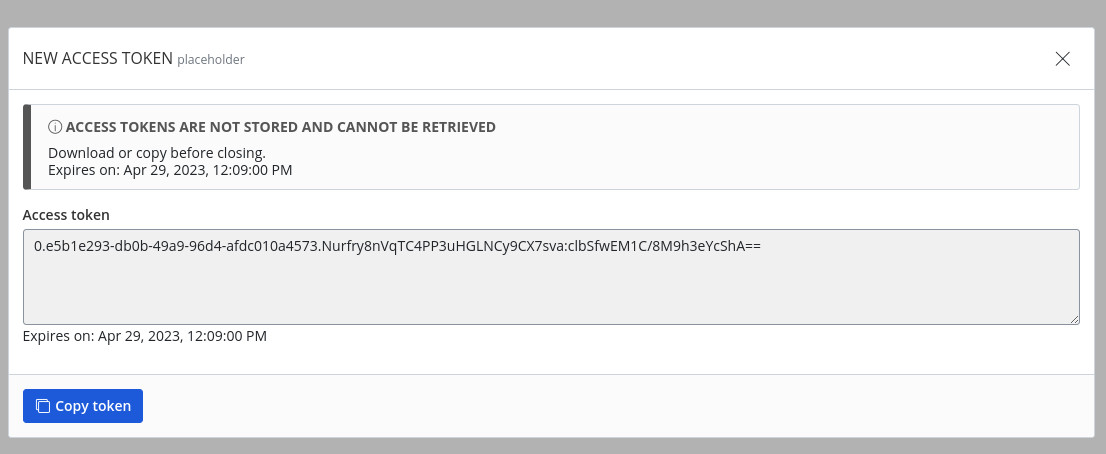 NEW ACCESS TOKEN placeholder
ACCESS TOKENS ARE NOT STORED AND CANNOT BE RETRIEVED
Download or copy before closing.
Expires on: Apr 29, 2023, 12:09:00 PM
Access token
0.e5b1e293-db0b-49a9-96d4-afdc010a4573.Nurfry8nVqTC4PP3uHGLNCy9CX7sva:clbSfwEM1C/8M9h3eYcShA==
Expires on: Apr 29, 2023, 12:09:00 PM
Copy token